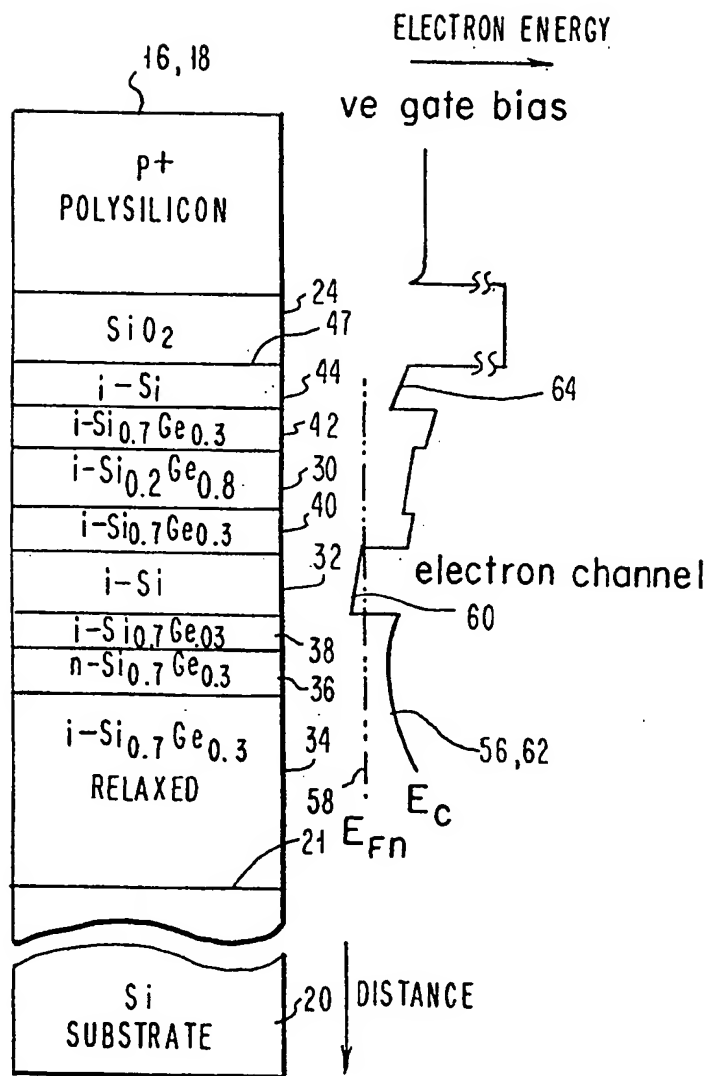 ELECTRON ENERGY
16,18
ve gate bias
p+
POLYSILICON
24
SiO2
47
i-Si
44
64
i-Si0.7Ge0.3
42
i-Si0.2Ge0.8
30
i-Si0.7Ge0.3
40
i-Si
32
electron channel
60
i-Si0.7Ge.03
38
n-Si0.7Ge0.3
36
i-Si0.7Ge0.3
RELAXED
34
56,62
58
EC
EFn
21
Si
SUBSTRATE
20
DISTANCE